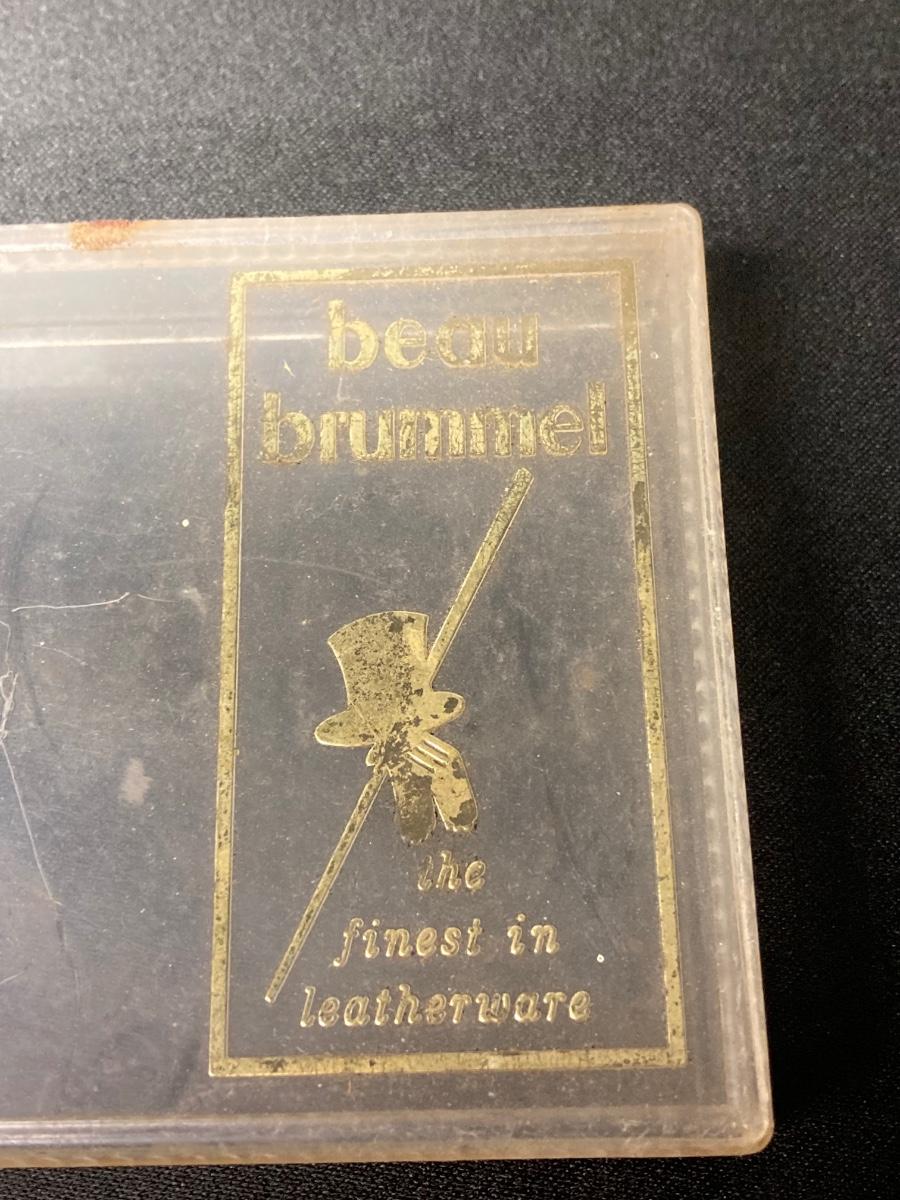 beau
brummel
the
finest in
leatherware